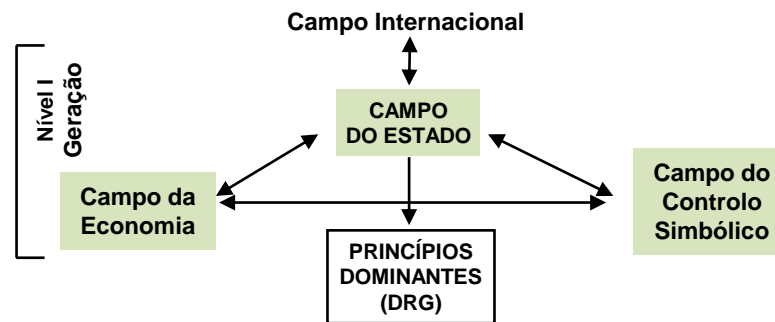 Campo Internacional
Nível I
Geração
CAMPO
DO ESTADO
Campo da
Economia
Campo do
Controlo
Simbólico
PRINCÍPIOS
DOMINANTES
(DRG)